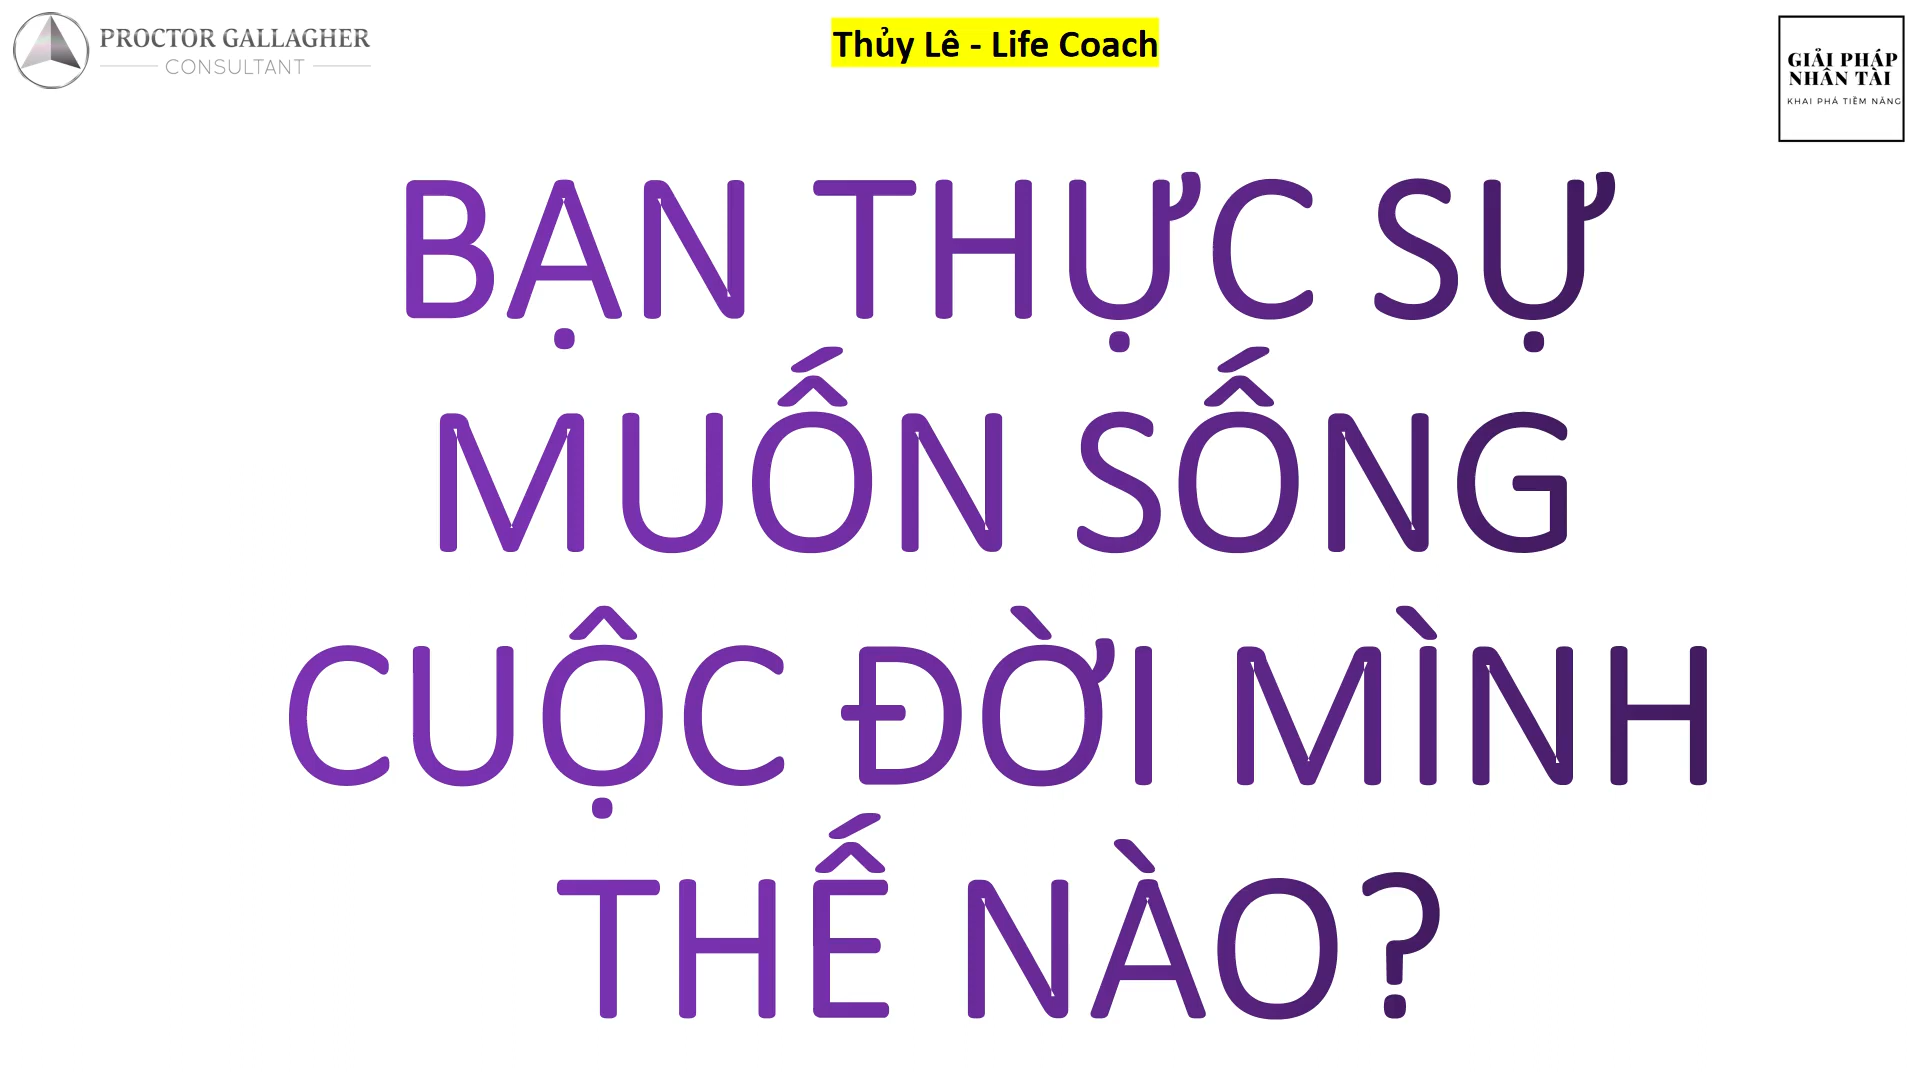 PROCTOR GALLAGHER
CONSULTANT
Thủy Lê - Life Coach
GIẢI PHÁP
NHÂN TÀI
KHAI PHÁ TIỀM NĂNG
BẠN THỰC SỰ
MUỐN SỐNG
CUỘC ĐỜI MÌNH
THẾ NÀO?